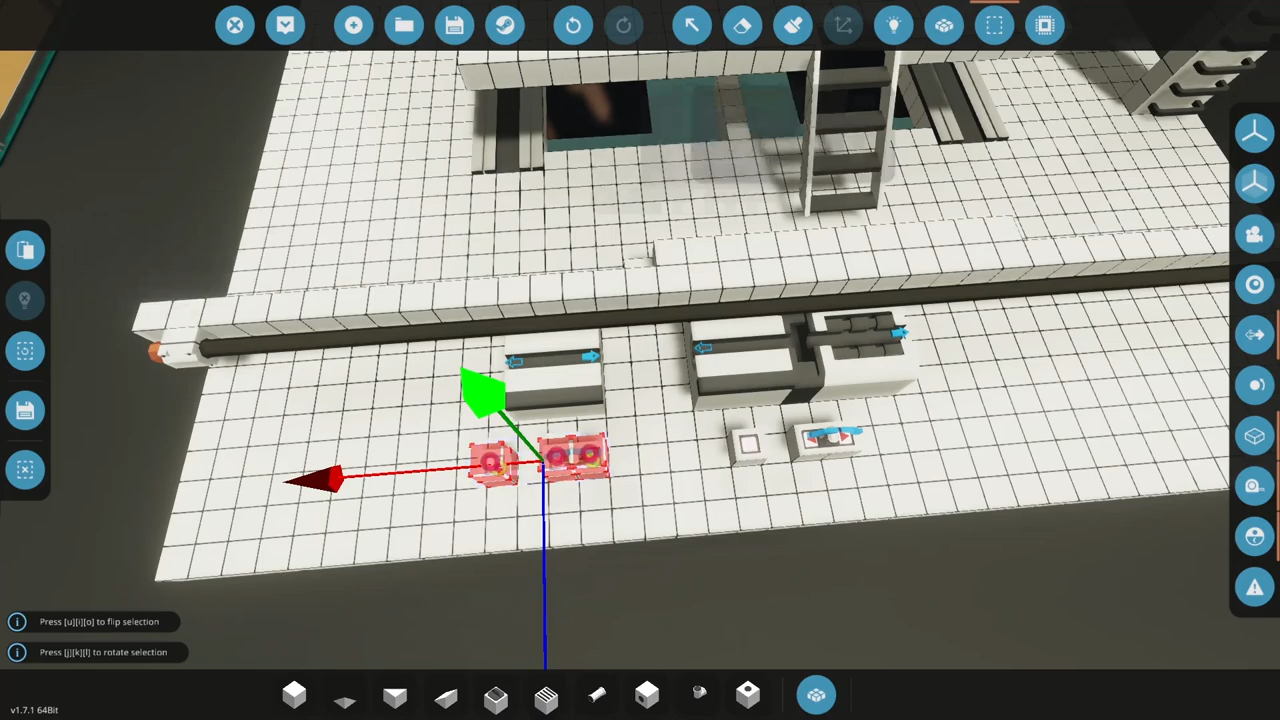 Press [u][i][o] to flip selection
Press [j][k][l] to rotate selection
v1.7.1 64Bit